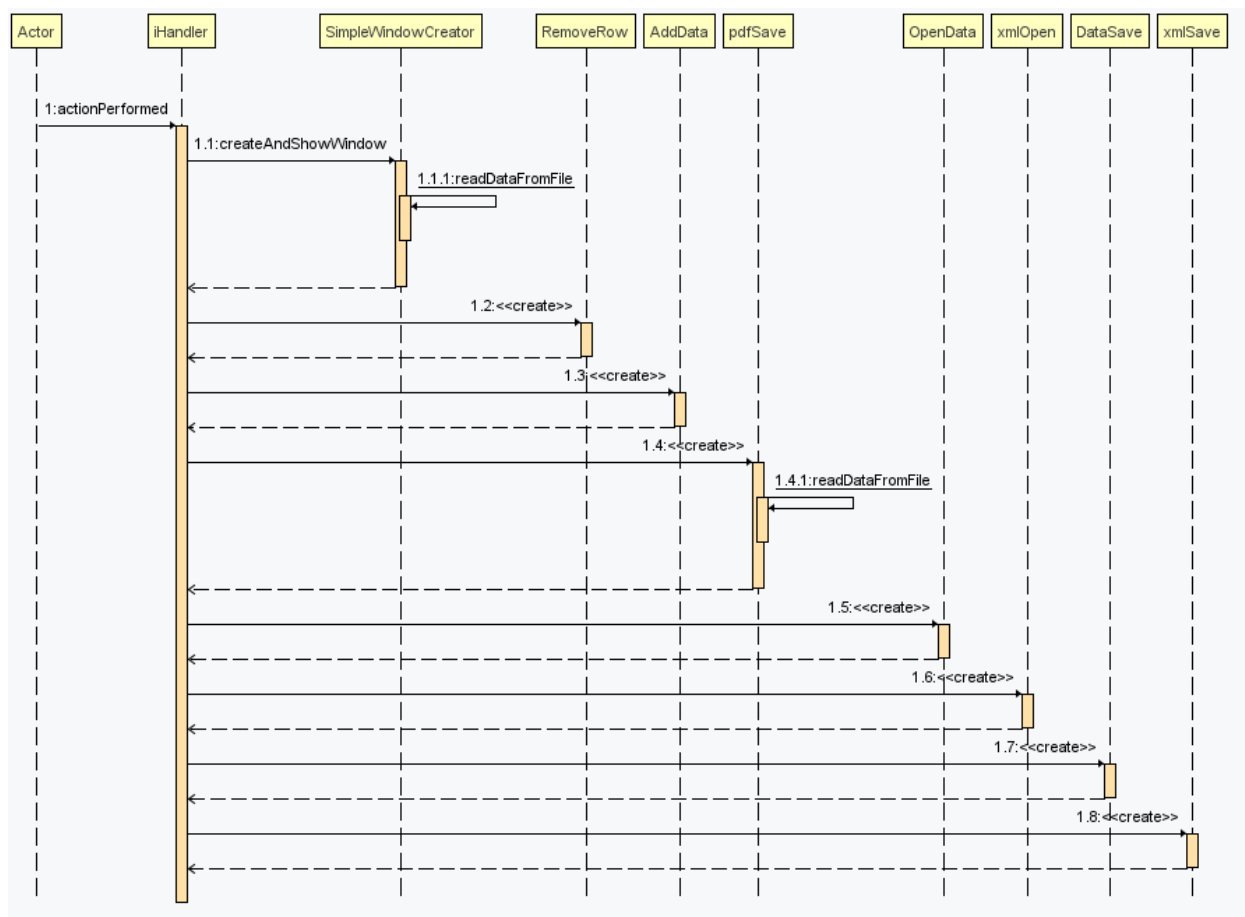 Actor iHandler SimpleWindowCreator RemoveRow AddData pdfSave OpenData xmlOpen DataSave xmlSave
1:actionPerformed
1.1:createAndShowWindow
1.1.1:readDataFromFile
1.2:<<create>>
1.3:<<create>>
1.4:<<create>>
1.4.1:readDataFromFile
1.5:<<create>>
1.6:<<create>>
1.7:<<create>>
1.8:<<create>>